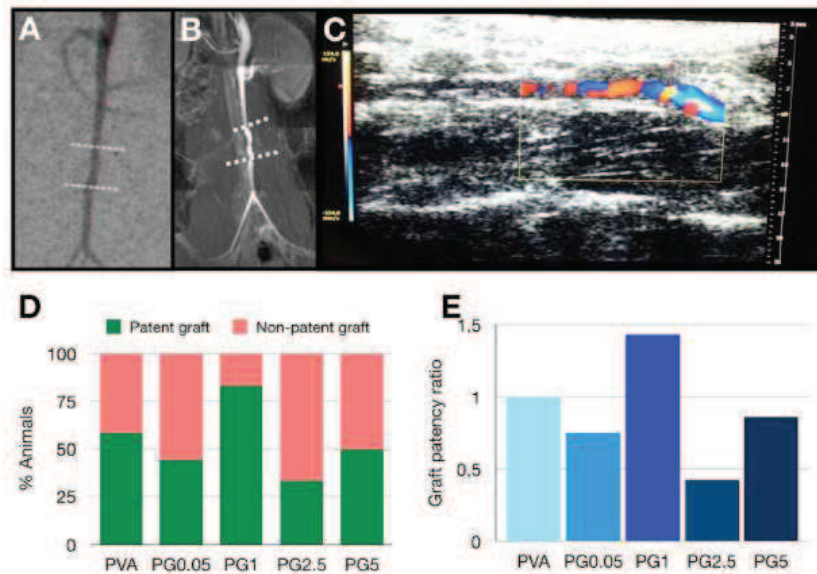 A
B
C
D
Patent graft
Non-patent graft
% Animals
100
75
50
25
0
PVA PG0.05 PG1 PG2.5 PG5
E
Graft patency ratio
1.5
1
0.5
0
PVA PG0.05 PG1 PG2.5 PG5